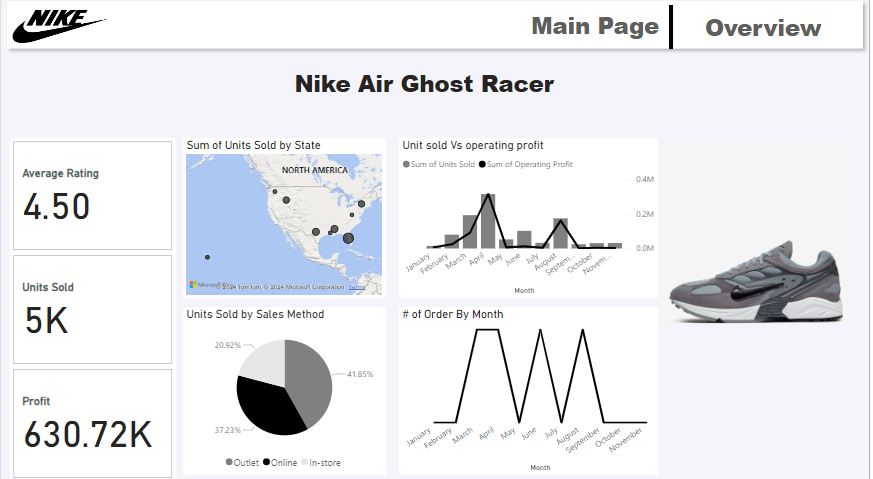 NIKE
Main Page
Overview
Nike Air Ghost Racer
Average Rating
4.50
Units Sold
5K
Profit
630.72K
Sum of Units Sold by State
NORTH AMERICA
© 2024 TomTom, © 2024 Microsoft Corporation Terms
Unit sold Vs operating profit
Sum of Units Sold
Sum of Operating Profit
0.4M
0.2M
0.0M
January
February
March
April
May
June
July
August
Septem...
October
Novem...
Month
Units Sold by Sales Method
20.92%
41.85%
37.23%
Outlet
Online
In-store
# of Order By Month
January
February
March
April
May
June
July
August
September
October
November
Month